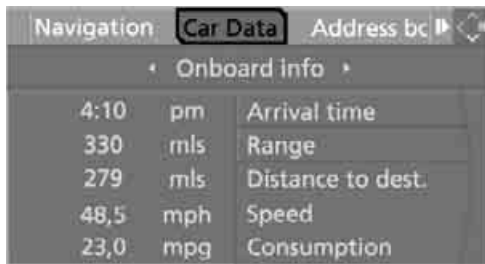 Navigation Car Data Address bc
Onboard info
4:10 pm Arrival time
330 mls Range
279 mls Distance to dest.
48,5 mph Speed
23,0 mpg Consumption